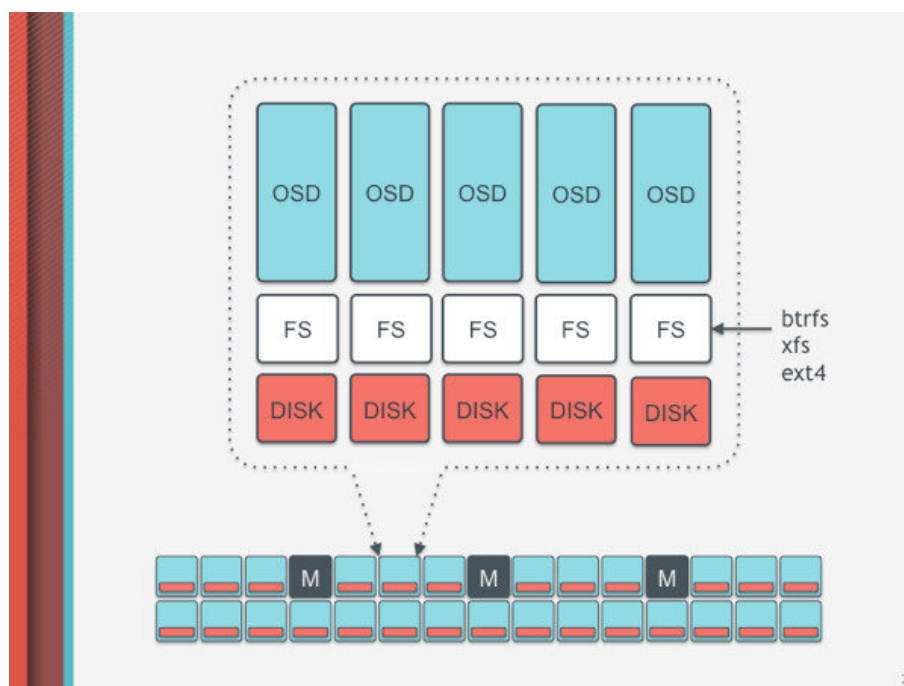 OSD OSD OSD OSD OSD
FS FS FS FS FS
btrfs
xfs
ext4
DISK DISK DISK DISK DISK
M M M